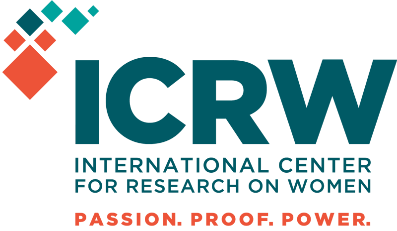 ICRW
INTERNATIONAL CENTER
FOR RESEARCH ON WOMEN
PASSION. PROOF. POWER.